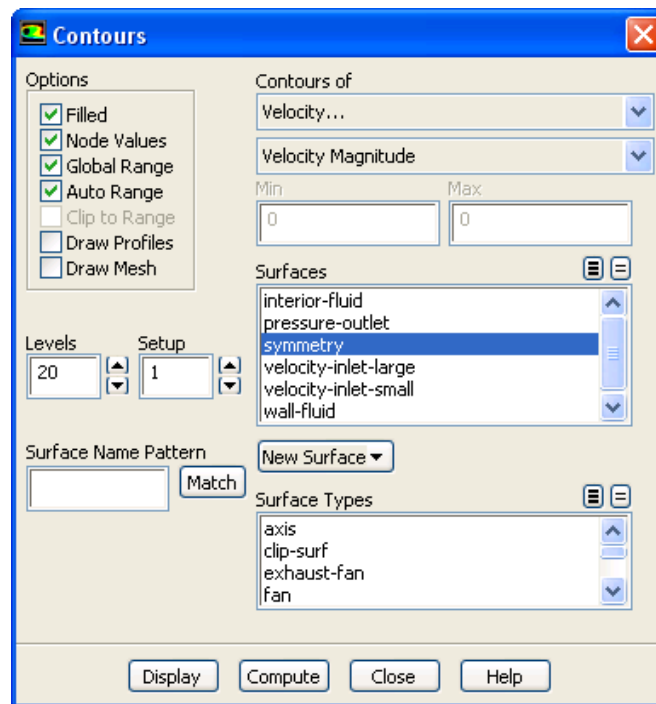 Contours
Options
Filled
Node Values
Global Range
Auto Range
Clip to Range
Draw Profiles
Draw Mesh
Levels Setup
20 1
Surface Name Pattern
Match
Contours of
Velocity...
Velocity Magnitude
Min Max
0 0
Surfaces
interior-fluid
pressure-outlet
symmetry
velocity-inlet-large
velocity-inlet-small
wall-fluid
New Surface
Surface Types
axis
clip-surf
exhaust-fan
fan
Display Compute Close Help